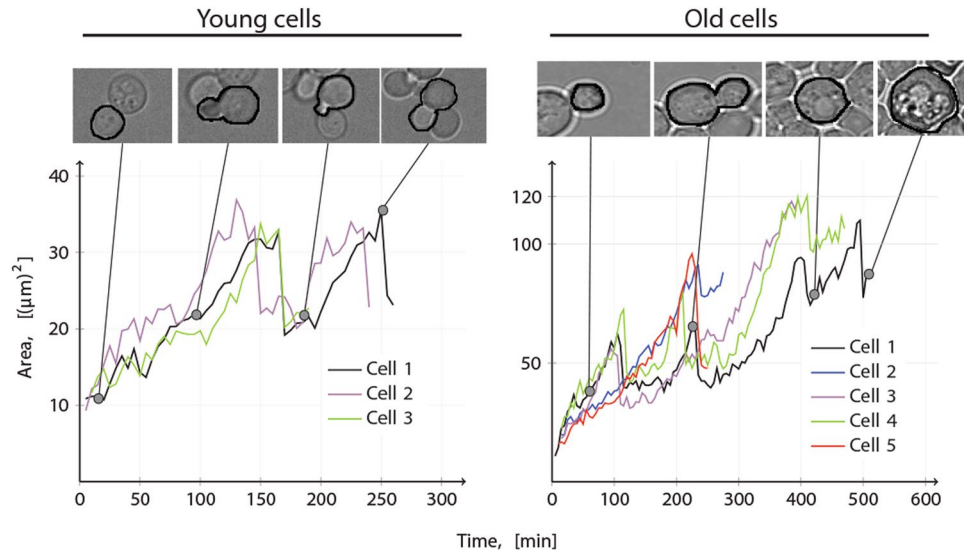 Young cells
Old cells
Area, [(μm)²]
40
30
20
10
0
50
100
150
200
250
300
Cell 1
Cell 2
Cell 3
120
100
50
0
100
200
300
400
500
600
Cell 1
Cell 2
Cell 3
Cell 4
Cell 5
Time, [min]